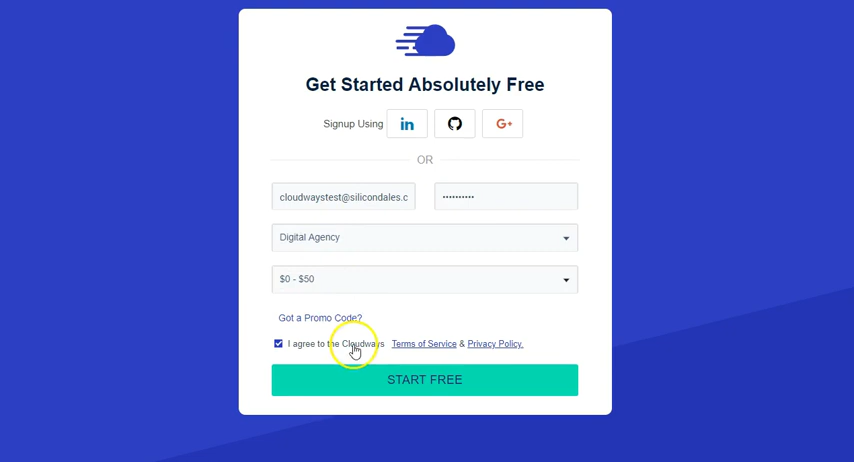 Get Started Absolutely Free
Signup Using in G+
OR
cloudwaystest@silicondales.c ••••••••••
Digital Agency
$0 - $50
Got a Promo Code?
I agree to the Cloudways Terms of Service & Privacy Policy.
START FREE